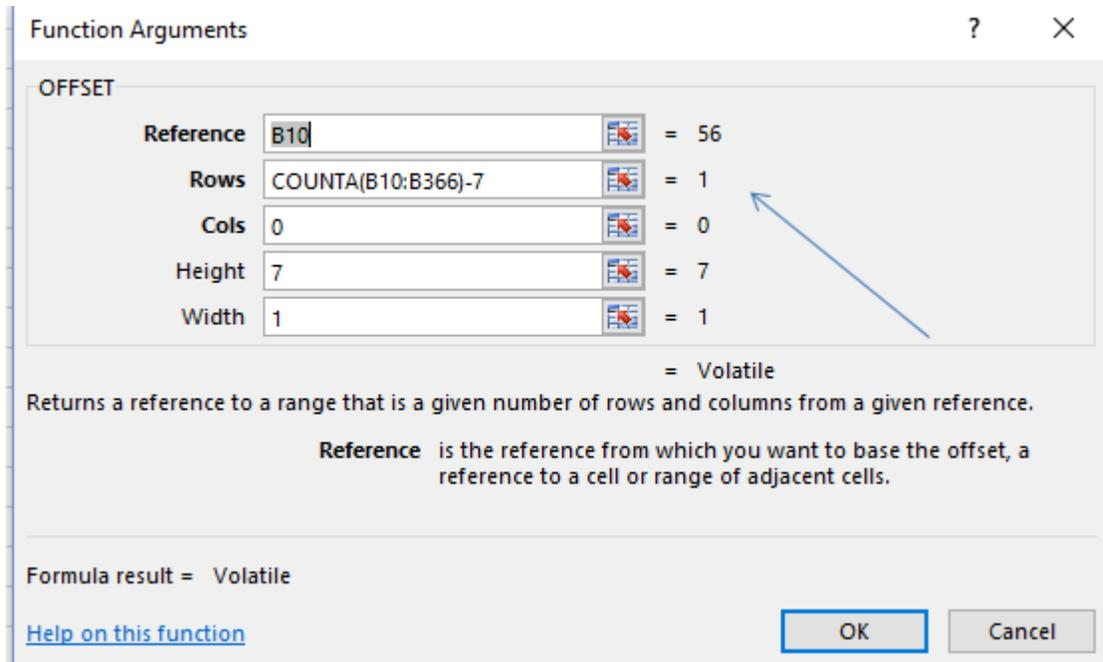 Function Arguments ? ×
OFFSET
Reference B10 = 56
Rows COUNTA(B10:B366)-7 = 1
Cols 0 = 0
Height 7 = 7
Width 1 = 1
= Volatile
Returns a reference to a range that is a given number of rows and columns from a given reference.
Reference is the reference from which you want to base the offset, a
reference to a cell or range of adjacent cells.
Formula result = Volatile
Help on this function OK Cancel